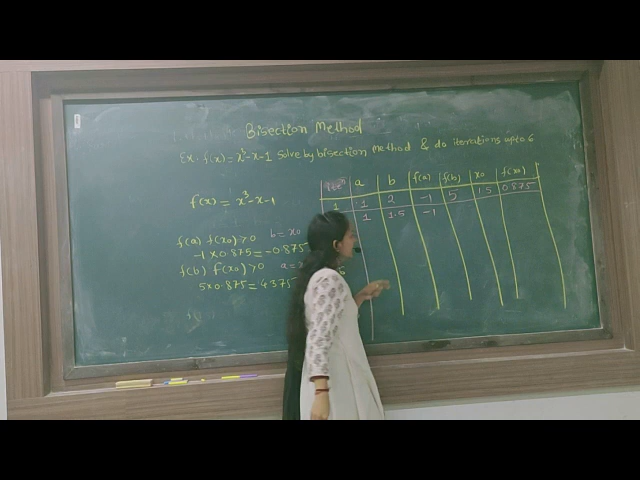 Bisection Method
Ex. f(x) = x³-x-1 Solve by bisection method & do iterations upto 6
f(x) = x³-x-1
a b f(a) f(b) x0 f(x0)
1 1 2 -1 5 1.5 0.875
1 1.5 -1
f(a) f(x0)>0 b = x0
-1×0.875=-0.875
f(b) f(x0)>0 a=
5×0.875=4.375
6